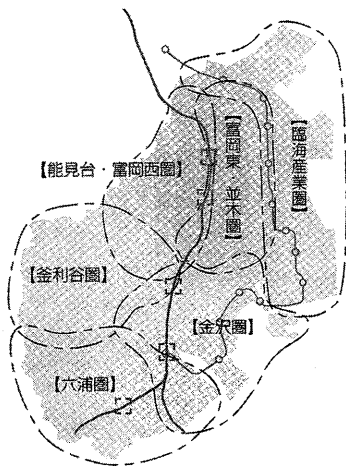 【臨海産業圏】
【富岡東・並木圏】
【能見台・富岡西圏】
【釜利谷圏】
【金沢圏】
【六浦圏】